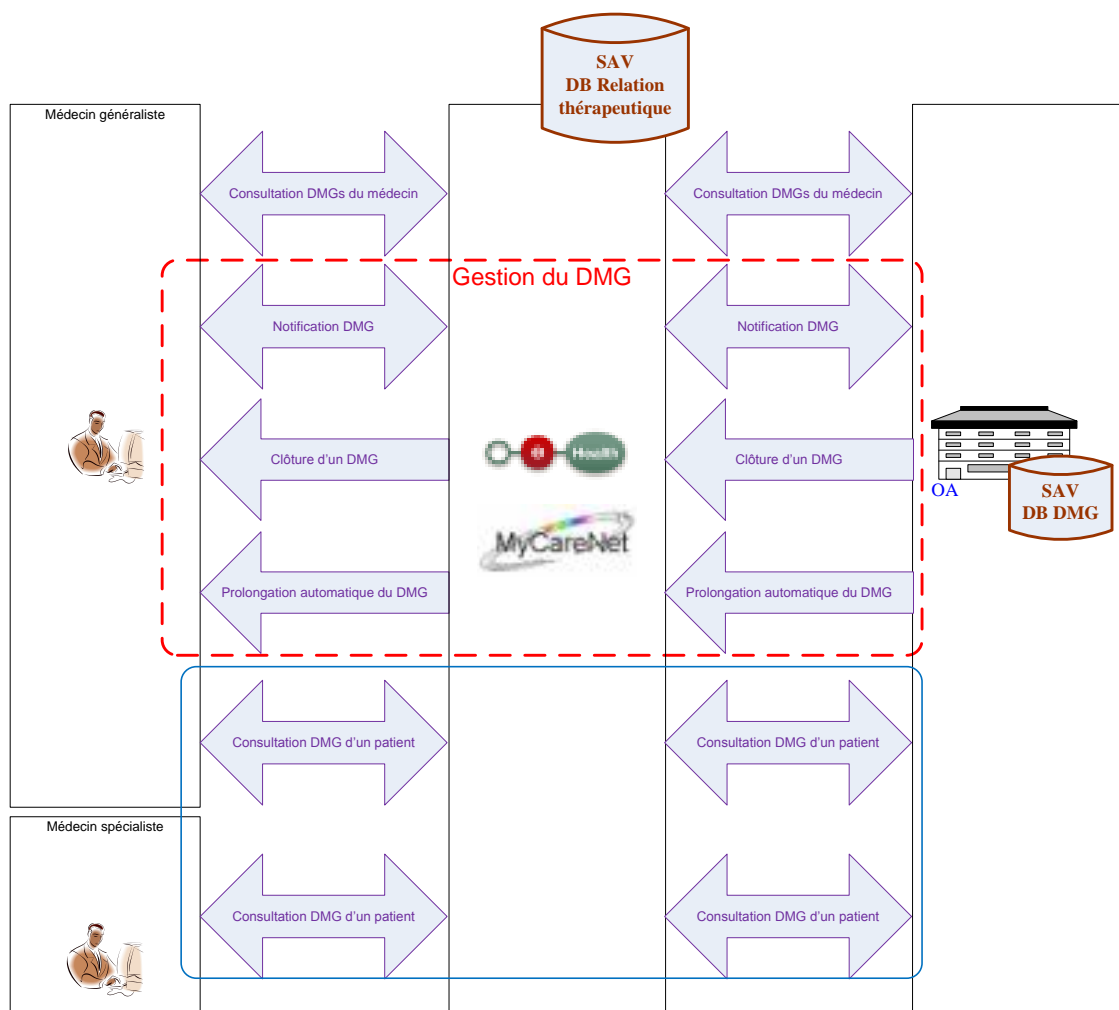 SAV
DB Relation
thérapeutique
Médecin généraliste
Consultation DMGs du médecin
Consultation DMGs du médecin
Gestion du DMG
Notification DMG
Notification DMG
Clôture d'un DMG
e Health
Clôture d'un DMG
OA
SAV
DB DMG
MyCareNet
Prolongation automatique du DMG
Prolongation automatique du DMG
Consultation DMG d'un patient
Consultation DMG d'un patient
Médecin spécialiste
Consultation DMG d'un patient
Consultation DMG d'un patient